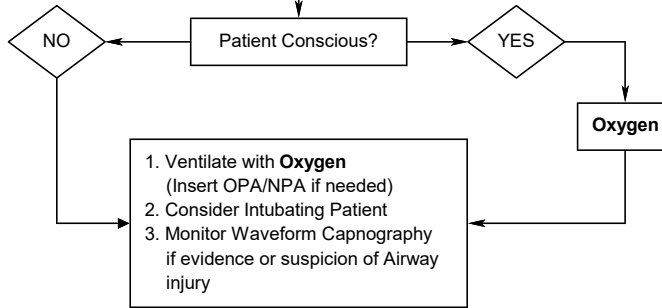 NO
Patient Conscious?
YES
Oxygen
1. Ventilate with Oxygen
(Insert OPA/NPA if needed)
2. Consider Intubating Patient
3. Monitor Waveform Capnography
if evidence or suspicion of Airway
injury